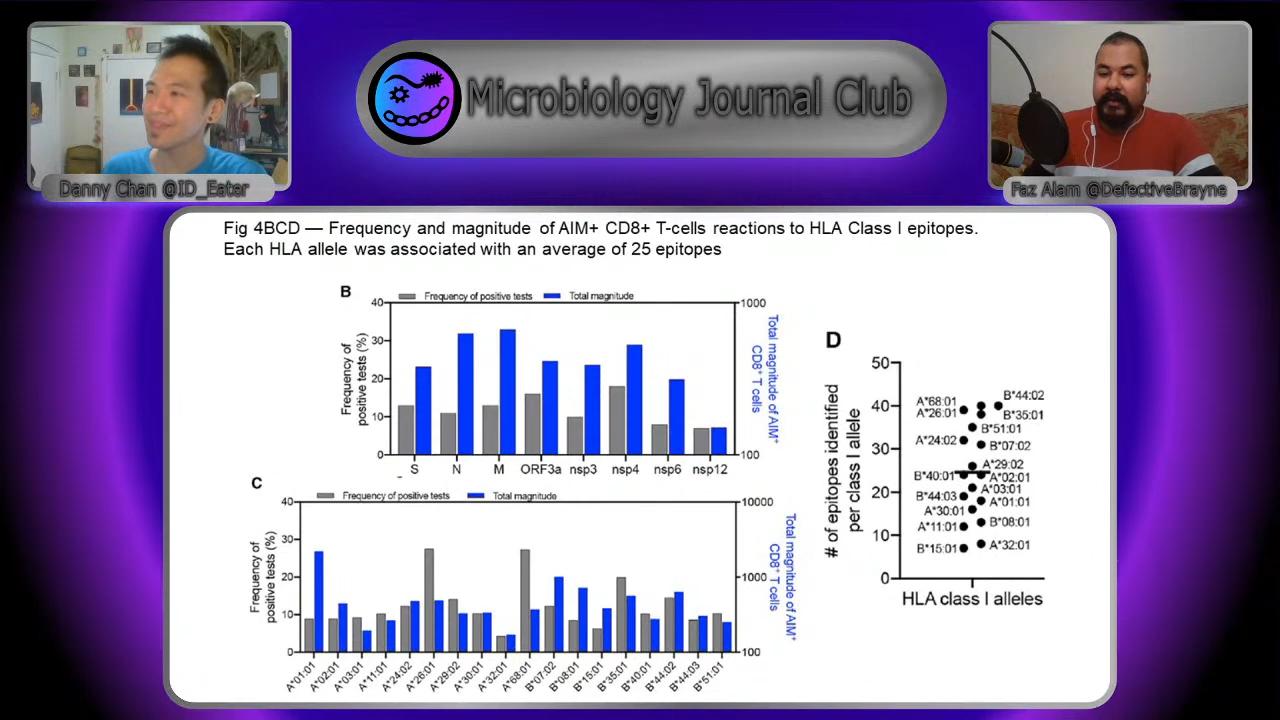 Microbiology Journal Club
Danny Chan @ID_Eater
Faz Alam @DefectiveBrayne
Fig 4BCD — Frequency and magnitude of AIM+ CD8+ T-cells reactions to HLA Class I epitopes.
Each HLA allele was associated with an average of 25 epitopes
B
Frequency of positive tests
Total magnitude
40
30
20
10
0
Frequency of
positive tests (%)
1000
100
Total magnitude of AIM+
CD8+ T cells
S N M ORF3a nsp3 nsp4 nsp6 nsp12
C
Frequency of positive tests
Total magnitude
40
30
20
10
0
Frequency of
positive tests (%)
10000
1000
100
Total magnitude of AIM+
CD8+ T cells
A*01:01
A*02:01
A*03:01
A*11:01
A*24:02
A*26:01
A*29:02
A*30:01
A*32:01
A*68:01
B*07:02
B*08:01
B*15:01
B*35:01
B*40:01
B*44:02
B*44:03
B*51:01
D
50
40
30
20
10
0
# of epitopes identified
per class I allele
B*44:02
A*68:01
A*26:01
B*35:01
B*51:01
A*24:02
B*07:02
A*29:02
B*40:01
A*02:01
A*03:01
B*44:03
A*01:01
A*30:01
B*08:01
A*11:01
A*32:01
B*15:01
HLA class I alleles